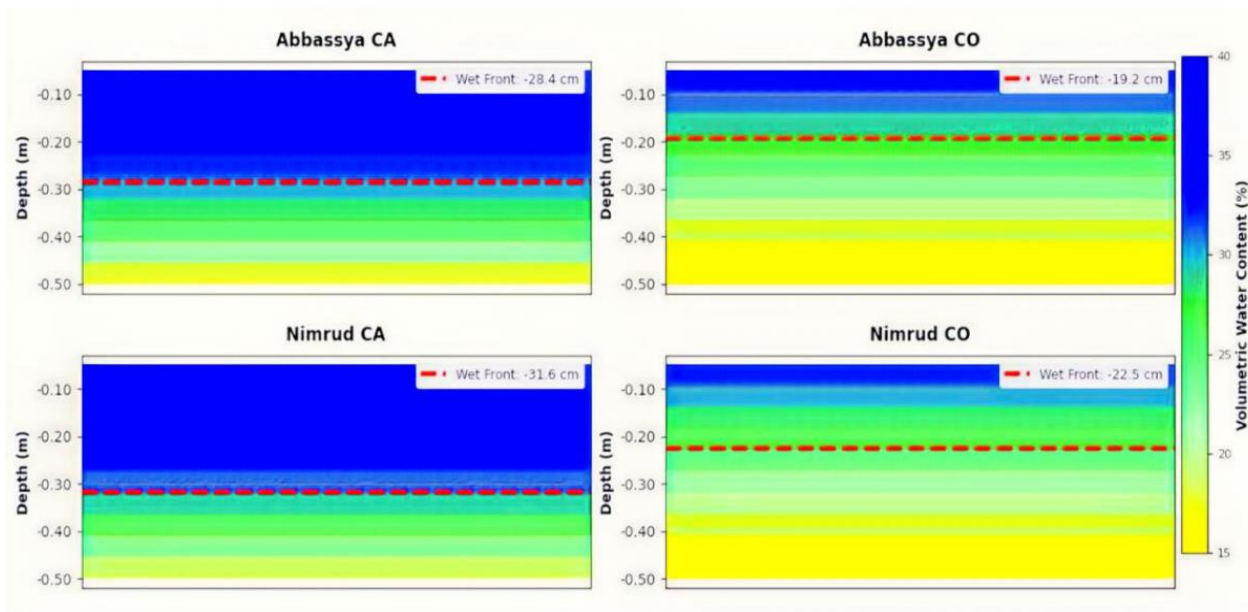 Abbassya CA
Wet Front: -28.4 cm
Depth (m)
-0.10
-0.20
-0.30
-0.40
-0.50
Abbassya CO
Wet Front: -19.2 cm
Depth (m)
-0.10
-0.20
-0.30
-0.40
-0.50
Nimrud CA
Wet Front: -31.6 cm
Depth (m)
-0.10
-0.20
-0.30
-0.40
-0.50
Nimrud CO
Wet Front: -22.5 cm
Depth (m)
-0.10
-0.20
-0.30
-0.40
-0.50
40
35
30
25
20
15
Volumetric Water Content (%)